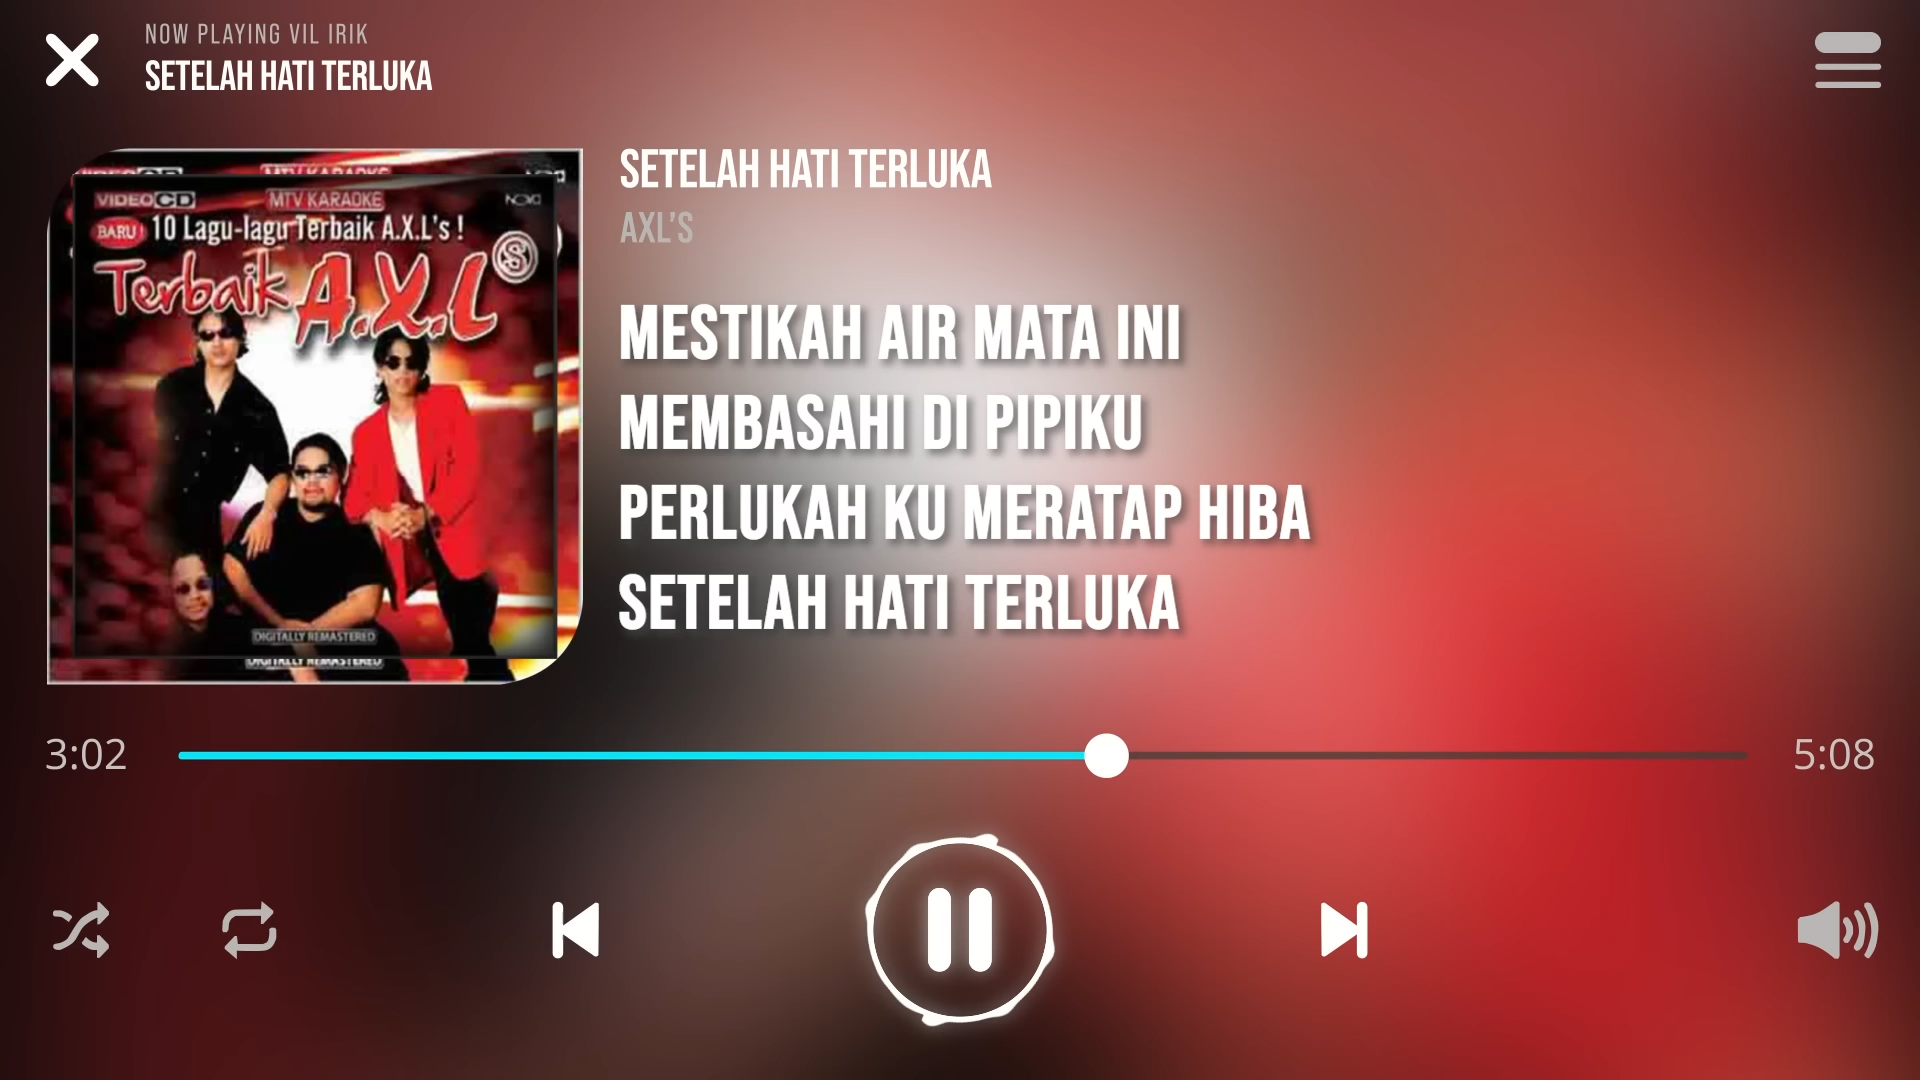 NOW PLAYING VIL IRIK
SETELAH HATI TERLUKA
VIDEO CD MTV KARAOKE
BARU! 10 Lagu-lagu Terbaik A.X.L's !
Terbaik A.X.L S
DIGITALLY REMASTERED
DIGITALLY REMASTERED
SETELAH HATI TERLUKA
AXL'S
MESTIKAH AIR MATA INI
MEMBASAHI DI PIPIKU
PERLUKAH KU MERATAP HIBA
SETELAH HATI TERLUKA
3:02
5:08